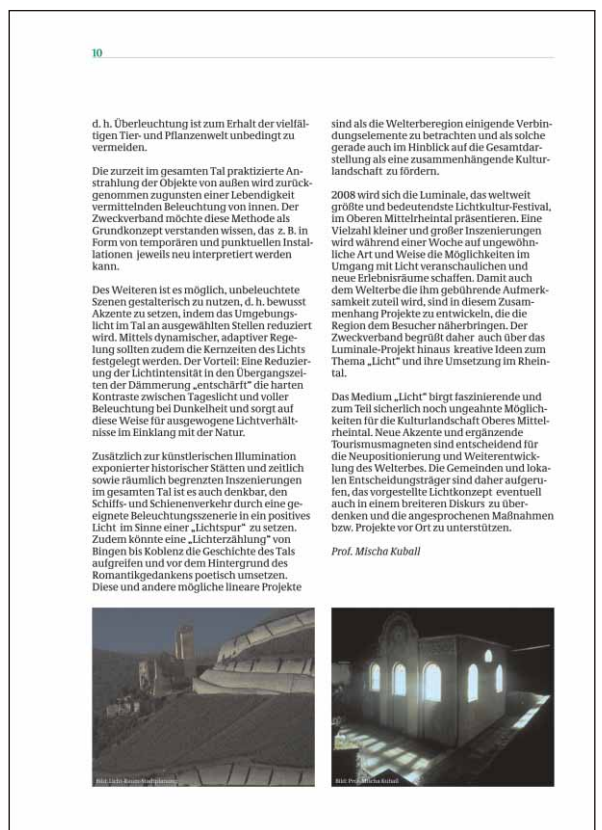 10
d. h. Überleuchtung ist zum Erhalt der vielfäl-
tigen Tier- und Pflanzenwelt unbedingt zu
vermeiden.
Die zurzeit im gesamten Tal praktizierte An-
strahlung der Objekte von außen wird zurück-
genommen zugunsten einer Lebendigkeit
vermittelnden Beleuchtung von innen. Der
Zweckverband möchte diese Methode als
Grundkonzept verstanden wissen, das z. B. in
Form von temporären und punktuellen Instal-
lationen jeweils neu interpretiert werden
kann.
Des Weiteren ist es möglich, unbeleuchtete
Szenen gestalterisch zu nutzen, d. h. bewusst
Akzente zu setzen, indem das Umgebungs-
licht im Tal an ausgewählten Stellen reduziert
wird. Mittels dynamischer, adaptiver Rege-
lung sollten zudem die Kernzeiten des Lichts
festgelegt werden. Der Vorteil: Eine Reduzier-
ung der Lichtintensität in den Übergangszei-
ten der Dämmerung „entschärft" die harten
Kontraste zwischen Tageslicht und voller
Beleuchtung bei Dunkelheit und sorgt auf
diese Weise für ausgewogene Lichtverhält-
nisse im Einklang mit der Natur.
Zusätzlich zur künstlerischen Illumination
exponierter historischer Stätten und zeitlich
sowie räumlich begrenzten Inszenierungen
im gesamten Tal ist es auch denkbar, den
Schiffs- und Schienenverkehr durch eine ge-
eignete Beleuchtungsszenerie in ein positives
Licht im Sinne einer „Lichtspur" zu setzen.
Zudem könnte eine „Lichterzählung" von
Bingen bis Koblenz die Geschichte des Tals
aufgreifen und vor dem Hintergrund des
Romantikgedankens poetisch umsetzen.
Diese und andere mögliche lineare Projekte
sind als die Welterberegion einigende Verbin-
dungselemente zu betrachten und als solche
gerade auch im Hinblick auf die Gesamtdar-
stellung als eine zusammenhängende Kultur-
landschaft zu fördern.
2008 wird sich die Luminale, das weltweit
größte und bedeutendste Lichtkultur-Festival,
im Oberen Mittelrheintal präsentieren. Eine
Vielzahl kleiner und großer Inszenierungen
wird während einer Woche auf ungewöhn-
liche Art und Weise die Möglichkeiten im
Umgang mit Licht veranschaulichen und
neue Erlebnisräume schaffen. Damit auch
dem Welterbe die ihm gebührende Aufmerk-
samkeit zuteil wird, sind in diesem Zusam-
menhang Projekte zu entwickeln, die die
Region dem Besucher näherbringen. Der
Zweckverband begrüßt daher auch über das
Luminale-Projekt hinaus kreative Ideen zum
Thema „Licht" und ihre Umsetzung im Rhein-
tal.
Das Medium „Licht" birgt faszinierende und
zum Teil sicherlich noch ungeahnte Möglich-
keiten für die Kulturlandschaft Oberes Mittel-
rheintal. Neue Akzente und ergänzende
Tourismusmagneten sind entscheidend für
die Neupositionierung und Weiterentwick-
lung des Welterbes. Die Gemeinden und loka-
len Entscheidungsträger sind daher aufgeru-
fen, das vorgestellte Lichtkonzept eventuell
auch in einem breiteren Diskurs zu über-
denken und die angesprochenen Maßnahmen
bzw. Projekte vor Ort zu unterstützen.
Prof. Mischa Kuball
Bild: Licht-Raum-Stadtplanung
Bild: Prof. Mischa Kuball